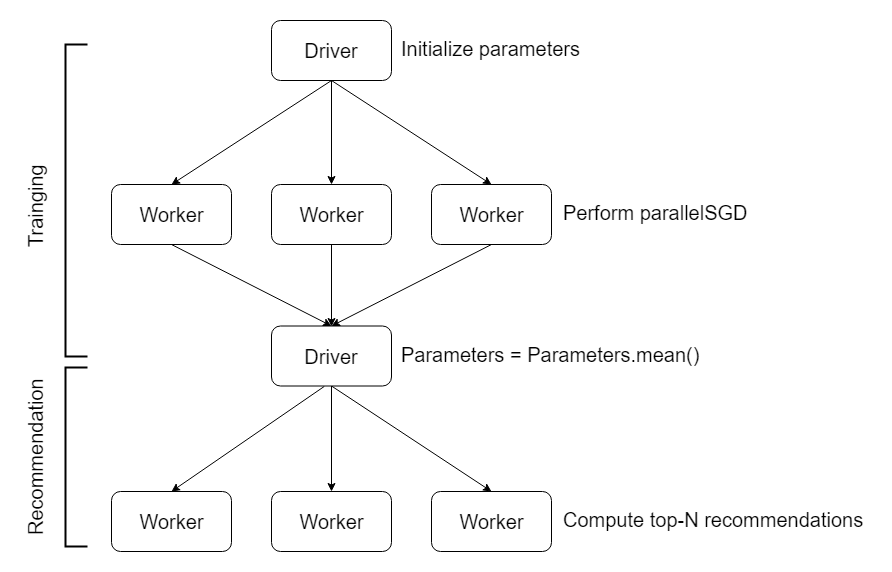 Driver
Initialize parameters
Trainging
Worker
Worker
Worker
Perform parallelSGD
Driver
Parameters = Parameters.mean()
Recommendation
Worker
Worker
Worker
Compute top-N recommendations